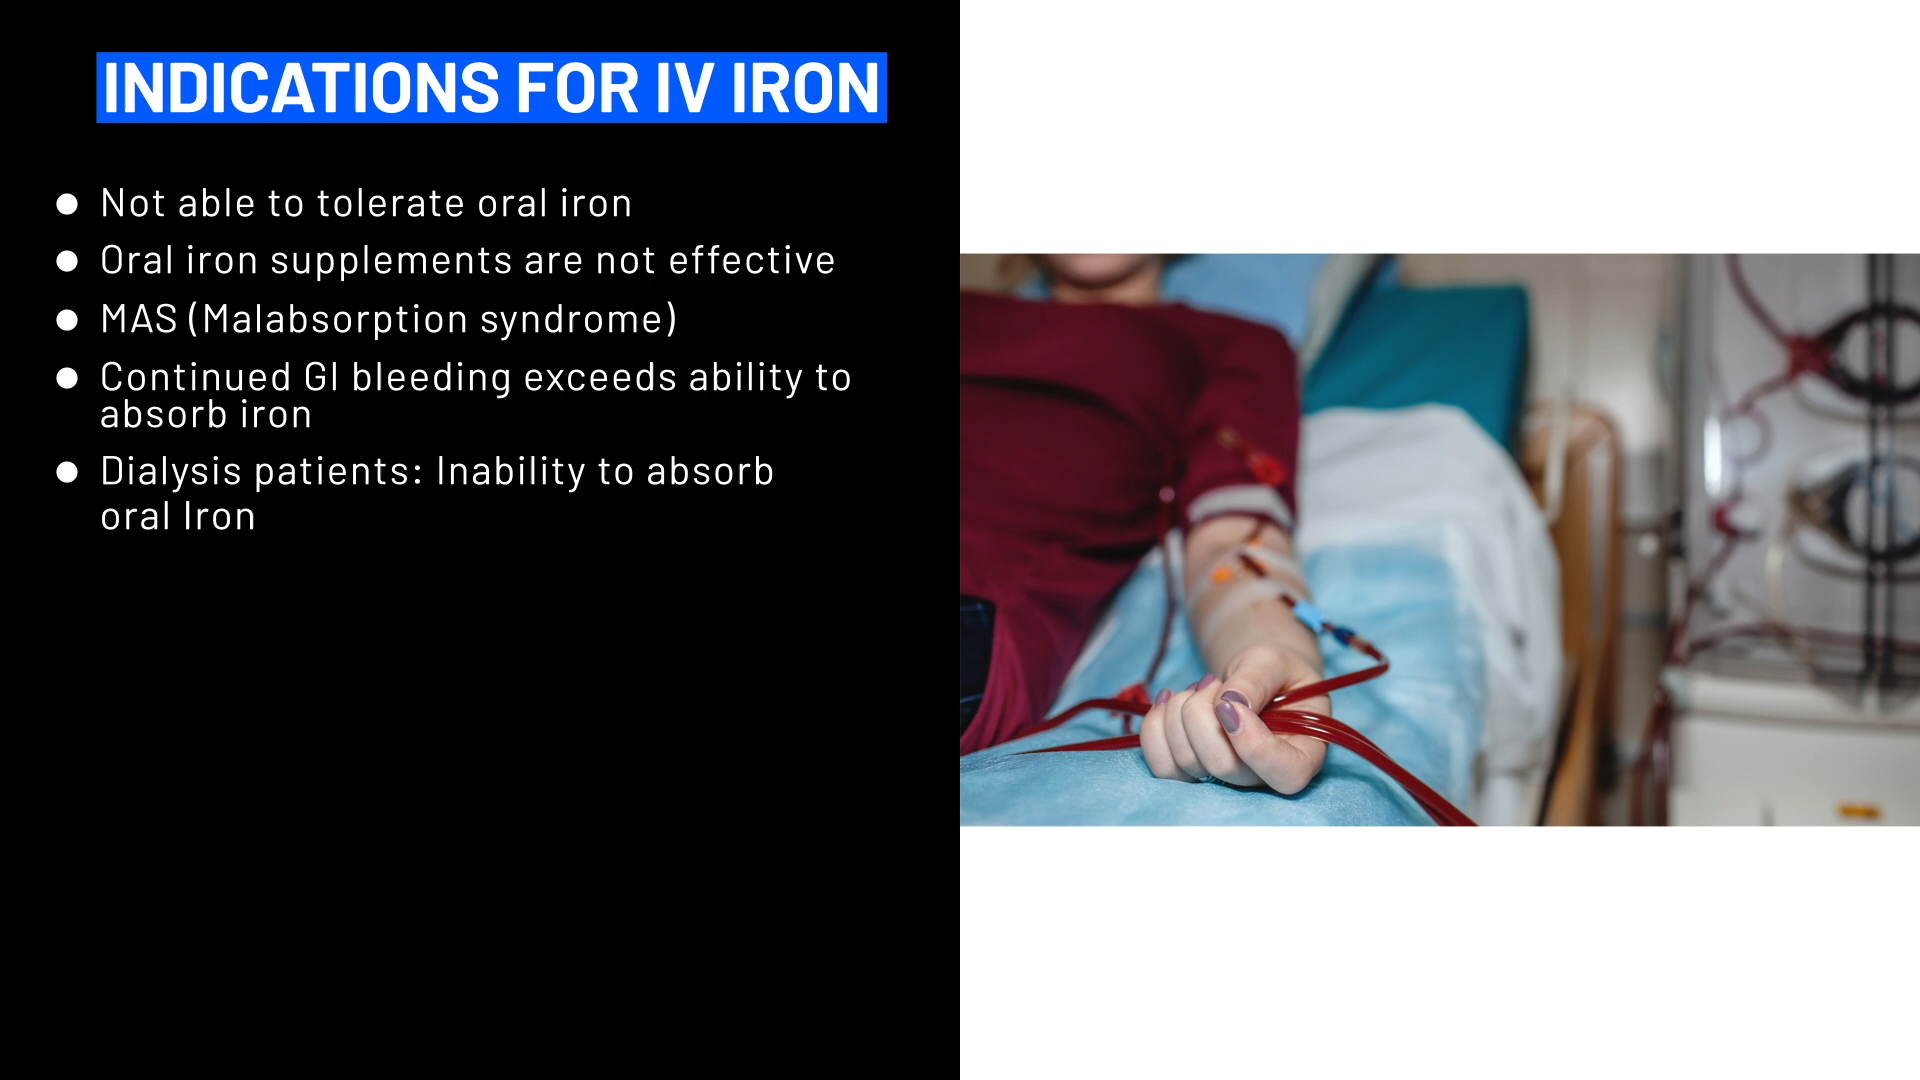 INDICATIONS FOR IV IRON
● Not able to tolerate oral iron
● Oral iron supplements are not effective
● MAS (Malabsorption syndrome)
● Continued GI bleeding exceeds ability to
absorb iron
● Dialysis patients: Inability to absorb
oral Iron